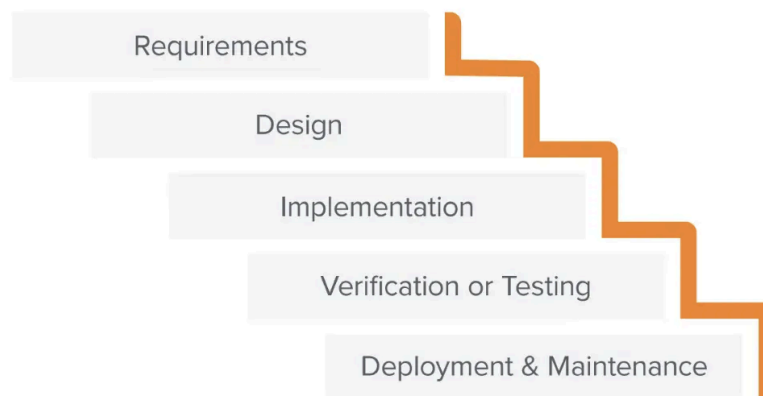 Requirements
Design
Implementation
Verification or Testing
Deployment & Maintenance